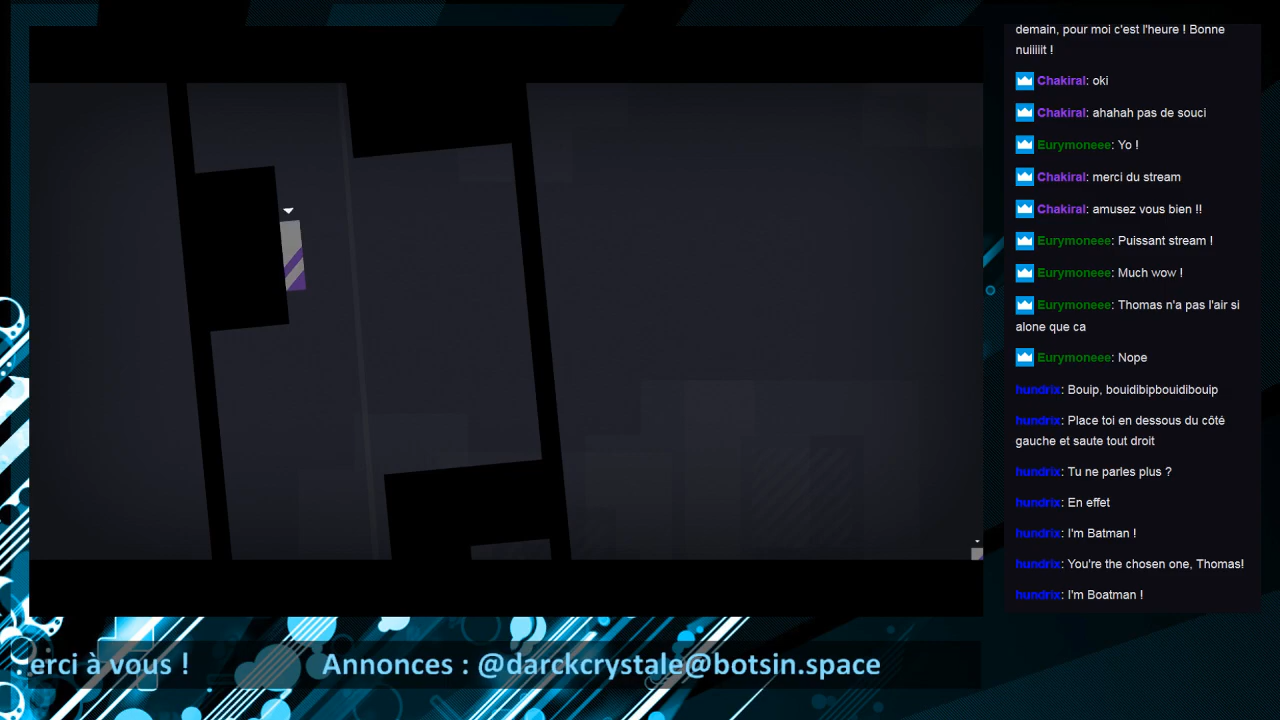 demain, pour moi c'est l'heure ! Bonne
nuiiiiit !
Chakiral: oki
Chakiral: ahahah pas de souci
Eurymoneee: Yo !
Chakiral: merci du stream
Chakiral: amusez vous bien !!
Eurymoneee: Puissant stream !
Eurymoneee: Much wow !
Eurymoneee: Thomas n'a pas l'air si
alone que ca
Eurymoneee: Nope
hundrix: Bouip, bouidibipbouidibouip
hundrix: Place toi en dessous du côté
gauche et saute tout droit
hundrix: Tu ne parles plus ?
hundrix: En effet
hundrix: I'm Batman !
hundrix: You're the chosen one, Thomas!
hundrix: I'm Boatman !
erci à vous ! Annonces : @darckcrystale@botsin.space